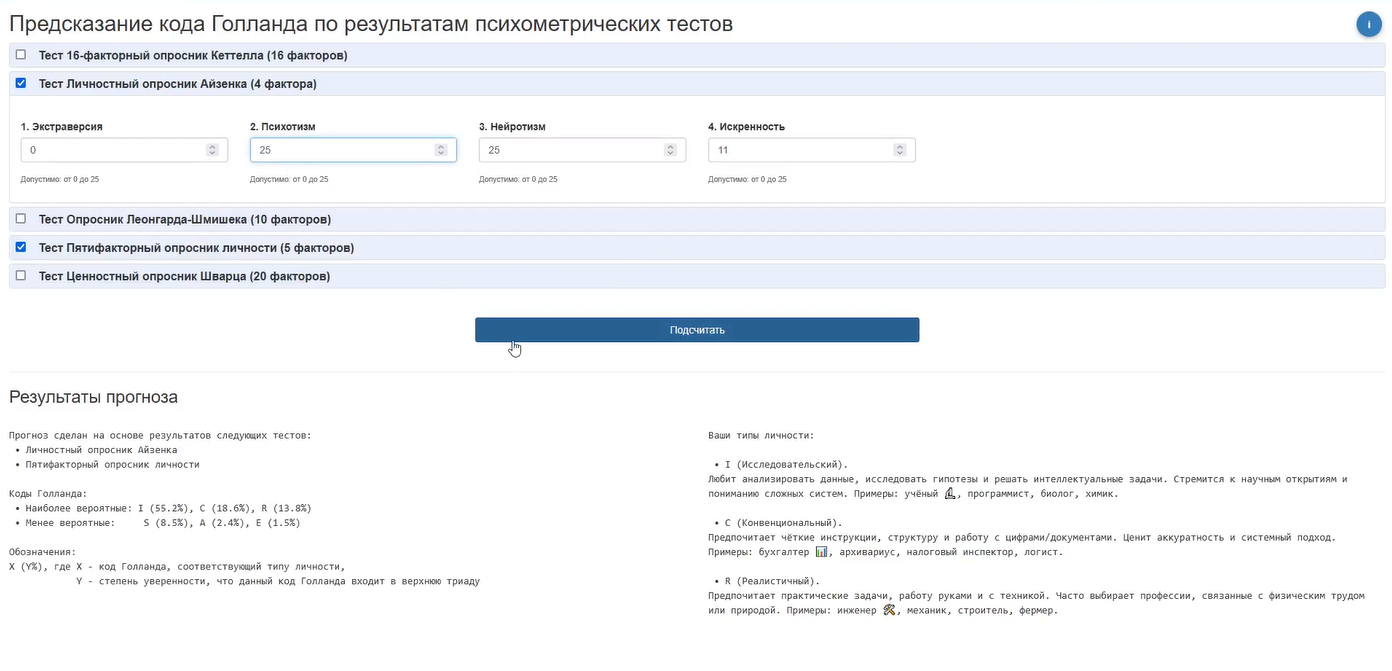 Предсказание кода Голланда по результатам психометрических тестов
i
Тест 16-факторный опросник Кеттелла (16 факторов)
Тест Личностный опросник Айзенка (4 фактора)
1. Экстраверсия
2. Психотизм
3. Нейротизм
4. Искренность
0
25
25
11
Допустимо: от 0 до 25
Допустимо: от 0 до 25
Допустимо: от 0 до 25
Допустимо: от 0 до 25
Тест Опросник Леонгарда-Шмишека (10 факторов)
Тест Пятифакторный опросник личности (5 факторов)
Тест Ценностный опросник Шварца (20 факторов)
Подсчитать
Результаты прогноза
Прогноз сделан на основе результатов следующих тестов:
• Личностный опросник Айзенка
• Пятифакторный опросник личности
Коды Голланда:
• Наиболее вероятные: I (55.2%), C (18.6%), R (13.8%)
• Менее вероятные: S (8.5%), A (2.4%), E (1.5%)
Обозначения:
X (Y%), где X - код Голланда, соответствующий типу личности,
Y - степень уверенности, что данный код Голланда входит в верхнюю триаду
Ваши типы личности:
• I (Исследовательский).
Любит анализировать данные, исследовать гипотезы и решать интеллектуальные задачи. Стремится к научным открытиям и
пониманию сложных систем. Примеры: учёный 🔬, программист, биолог, химик.
• C (Конвенциональный).
Предпочитает чёткие инструкции, структуру и работу с цифрами/документами. Ценит аккуратность и системный подход.
Примеры: бухгалтер 📊, архивариус, налоговый инспектор, логист.
• R (Реалистичный).
Предпочитает практические задачи, работу руками и с техникой. Часто выбирает профессии, связанные с физическим трудом
или природой. Примеры: инженер 🛠, механик, строитель, фермер.